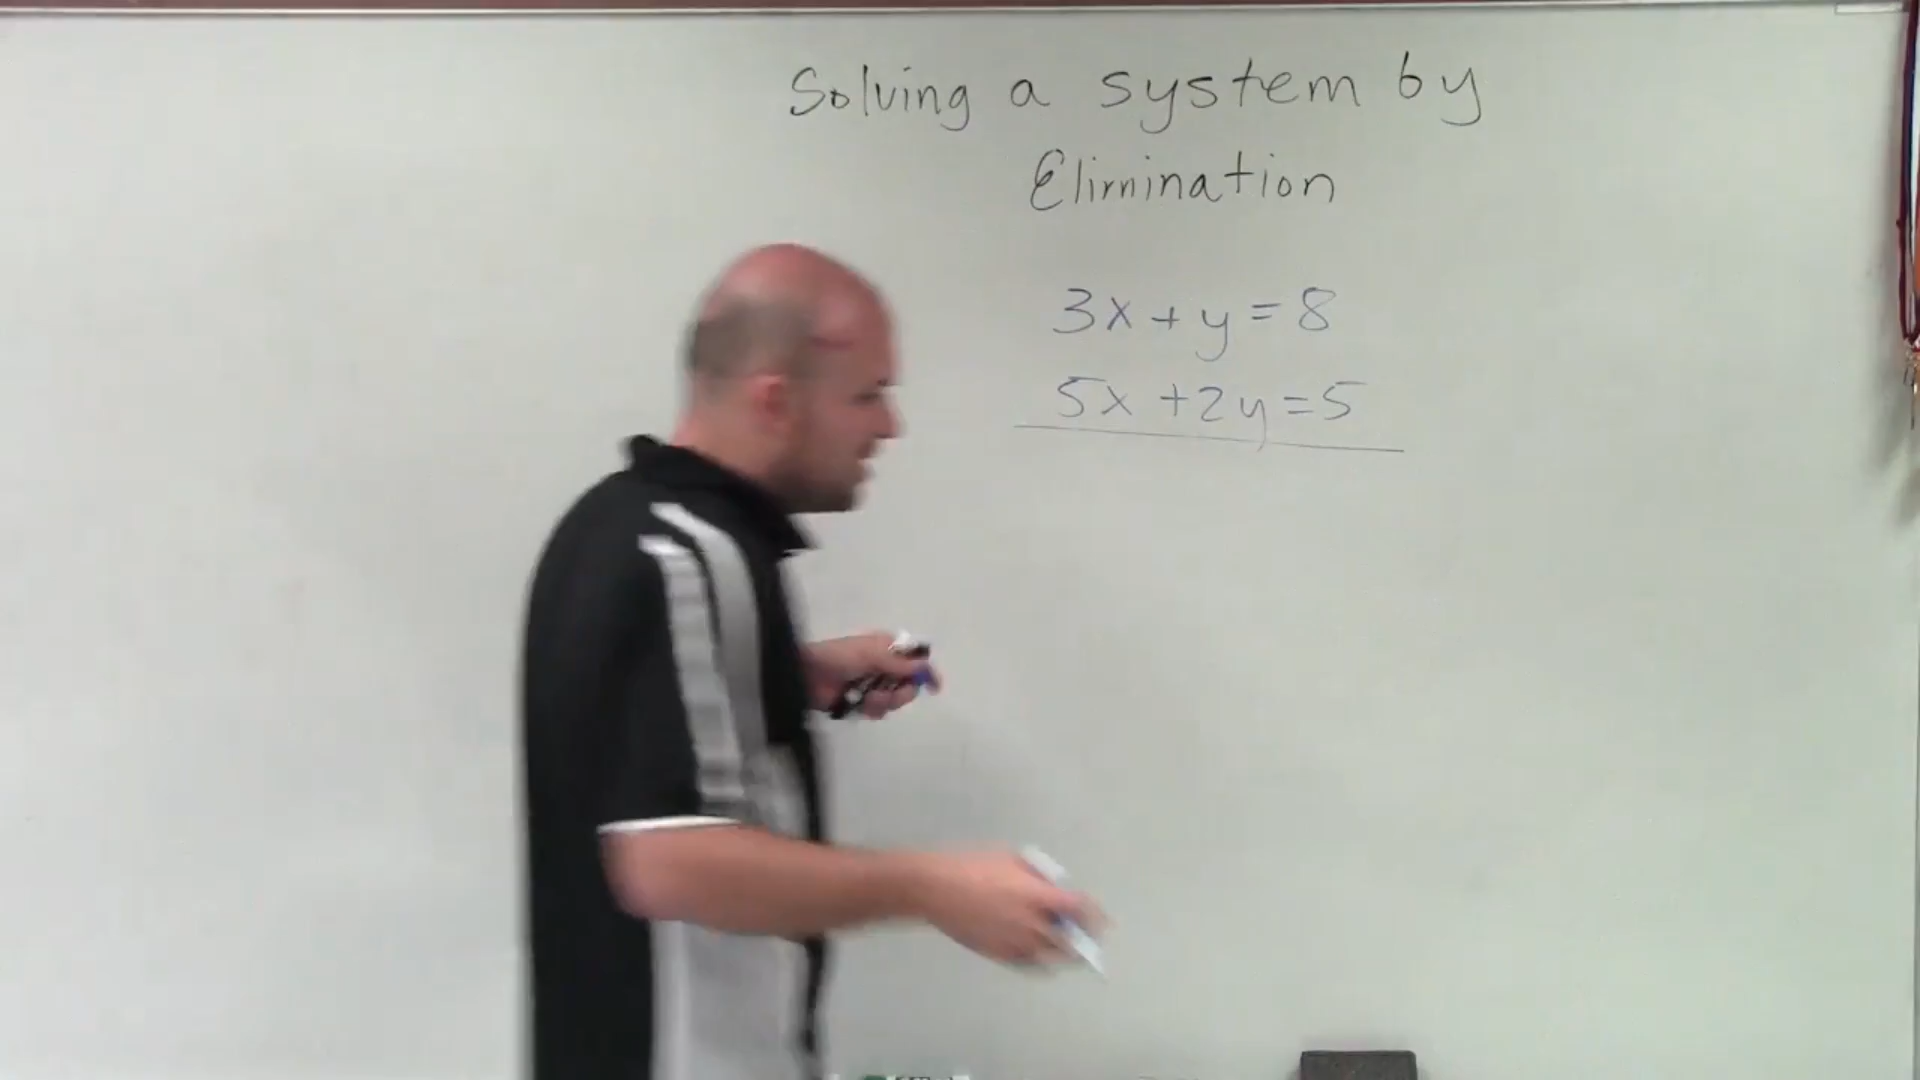 Solving a system by
Elimination
3x + y = 8
5x + 2y = 5